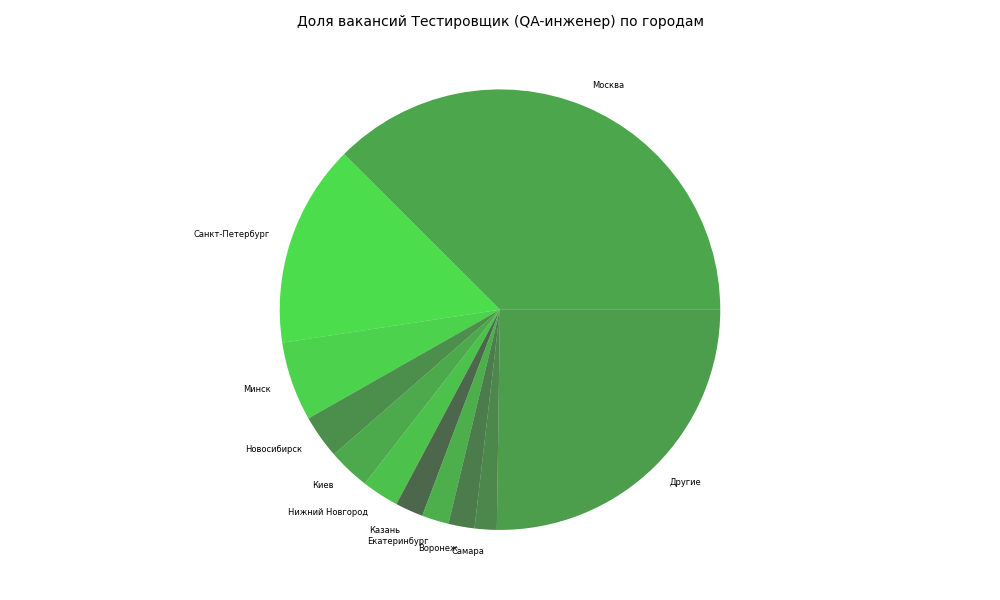 Доля вакансий Тестировщик (QA-инженер) по городам
Москва
Санкт-Петербург
Минск
Новосибирск
Киев
Нижний Новгород
Казань
Екатеринбург
Воронеж
Самара
Другие